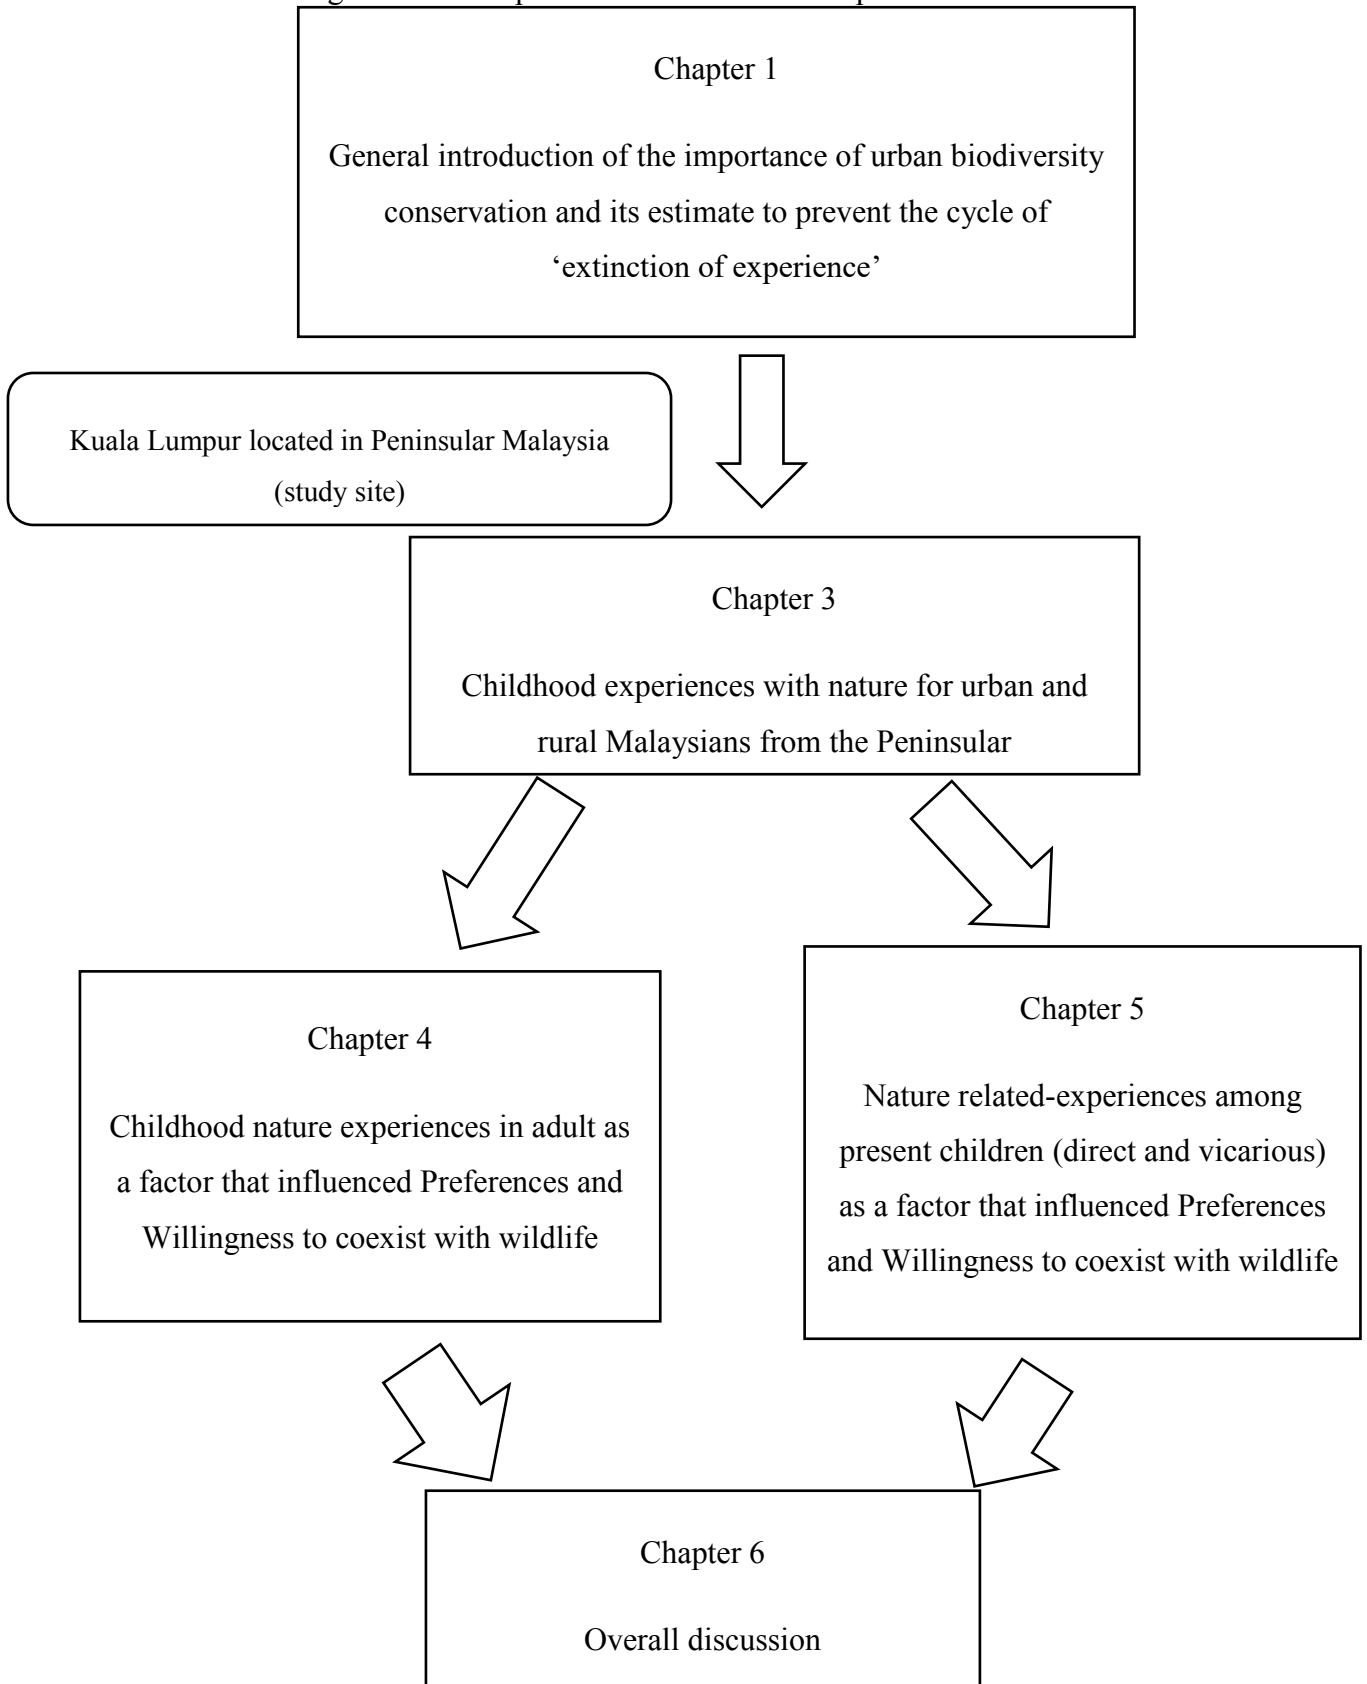 Chapter 1
General introduction of the importance of urban biodiversity
conservation and its estimate to prevent the cycle of
‘extinction of experience’
Kuala Lumpur located in Peninsular Malaysia
(study site)
Chapter 3
Childhood experiences with nature for urban and
rural Malaysians from the Peninsular
Chapter 4
Childhood nature experiences in adult as
a factor that influenced Preferences and
Willingness to coexist with wildlife
Chapter 5
Nature related-experiences among
present children (direct and vicarious)
as a factor that influenced Preferences
and Willingness to coexist with wildlife
Chapter 6
Overall discussion